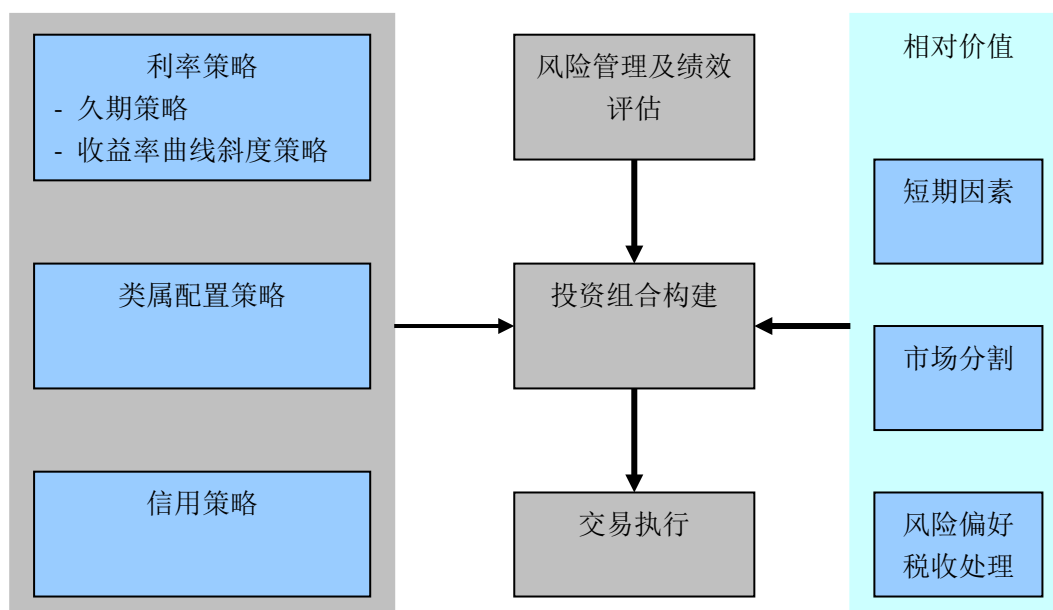 利率策略
- 久期策略
- 收益率曲线斜度策略
类属配置策略
信用策略
风险管理及绩效
评估
投资组合构建
交易执行
相对价值
短期因素
市场分割
风险偏好
税收处理